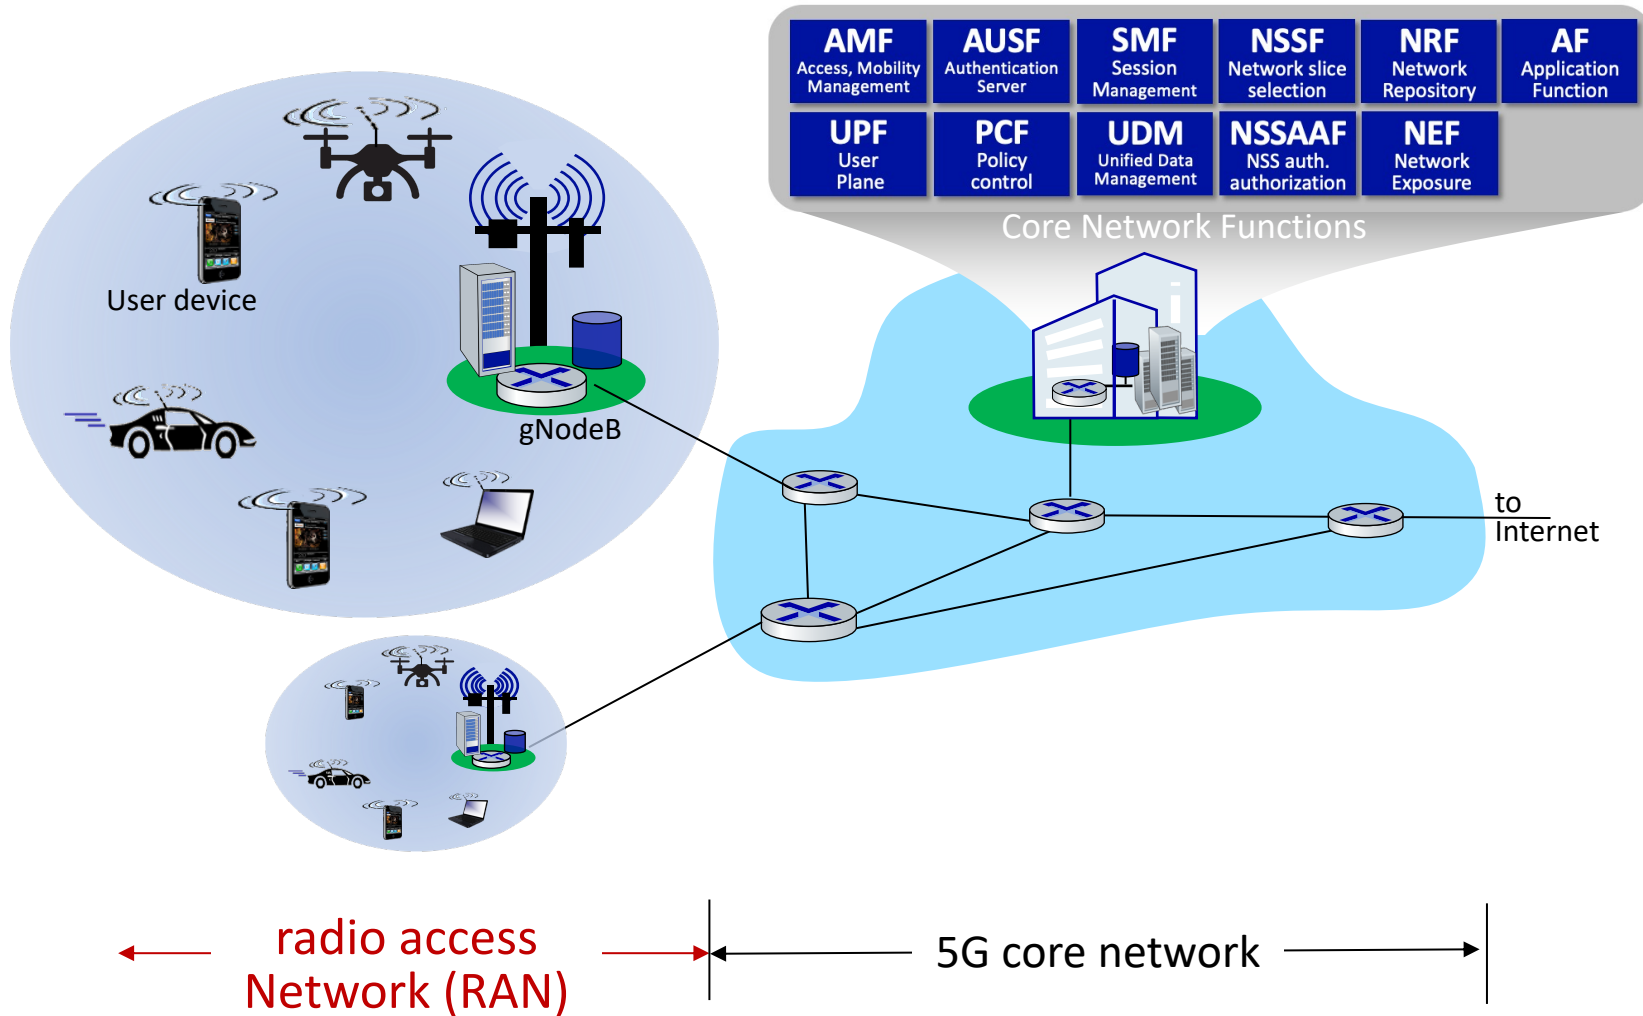 AMF
Access, Mobility
Management
AUSF
Authentication
Server
SMF
Session
Management
NSSF
Network slice
selection
NRF
Network
Repository
AF
Application
Function
UPF
User
Plane
PCF
Policy
control
UDM
Unified Data
Management
NSSAAF
NSS auth.
authorization
NEF
Network
Exposure
Core Network Functions
User device
gNodeB
to
Internet
radio access
Network (RAN)
5G core network